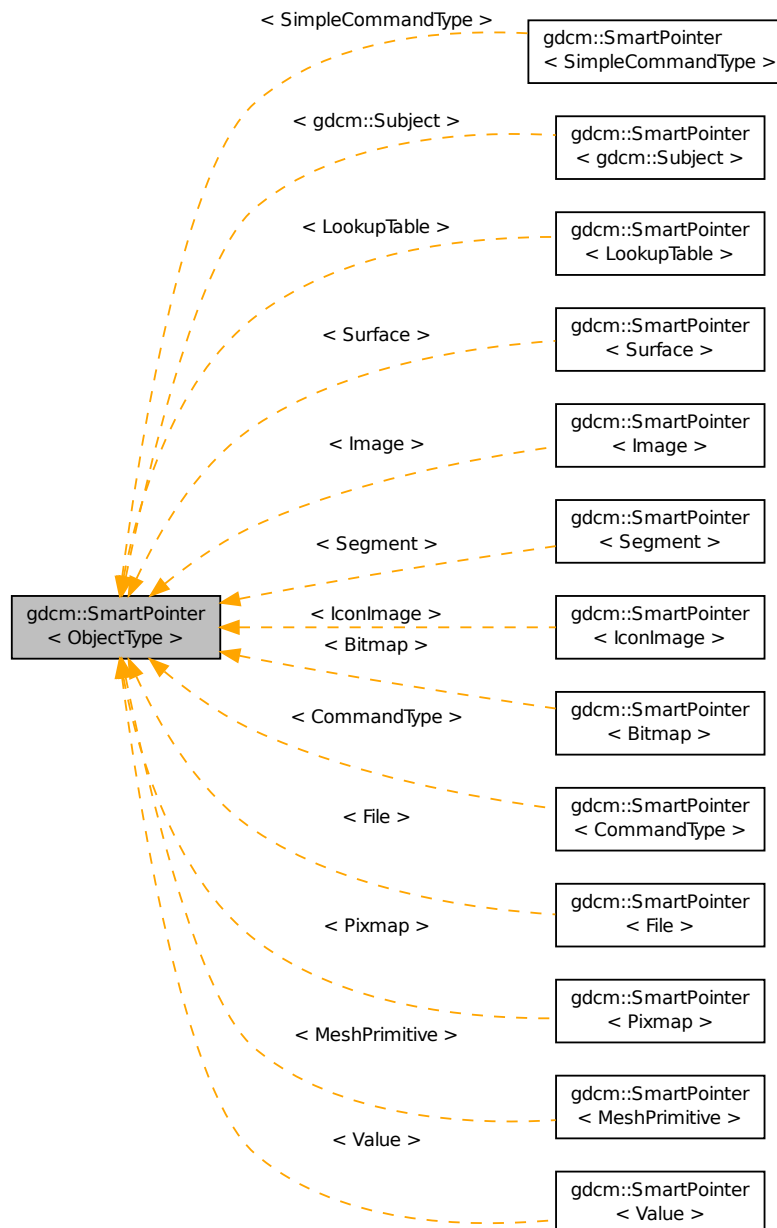 < SimpleCommandType >
gdcm::SmartPointer
< SimpleCommandType >
< gdcm::Subject >
gdcm::SmartPointer
< gdcm::Subject >
< LookupTable >
gdcm::SmartPointer
< LookupTable >
< Surface >
gdcm::SmartPointer
< Surface >
< Image >
gdcm::SmartPointer
< Image >
< Segment >
gdcm::SmartPointer
< Segment >
gdcm::SmartPointer
< ObjectType >
< IconImage >
gdcm::SmartPointer
< IconImage >
< Bitmap >
gdcm::SmartPointer
< Bitmap >
< CommandType >
gdcm::SmartPointer
< CommandType >
< File >
gdcm::SmartPointer
< File >
< Pixmap >
gdcm::SmartPointer
< Pixmap >
< MeshPrimitive >
gdcm::SmartPointer
< MeshPrimitive >
< Value >
gdcm::SmartPointer
< Value >